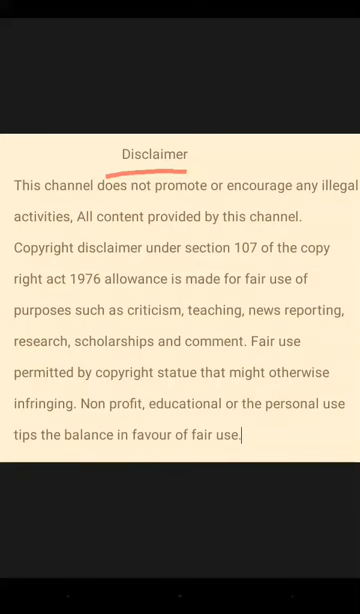 Disclaimer
This channel does not promote or encourage any illegal
activities, All content provided by this channel.
Copyright disclaimer under section 107 of the copy
right act 1976 allowance is made for fair use of
purposes such as criticism, teaching, news reporting,
research, scholarships and comment. Fair use
permitted by copyright statue that might otherwise
infringing. Non profit, educational or the personal use
tips the balance in favour of fair use.